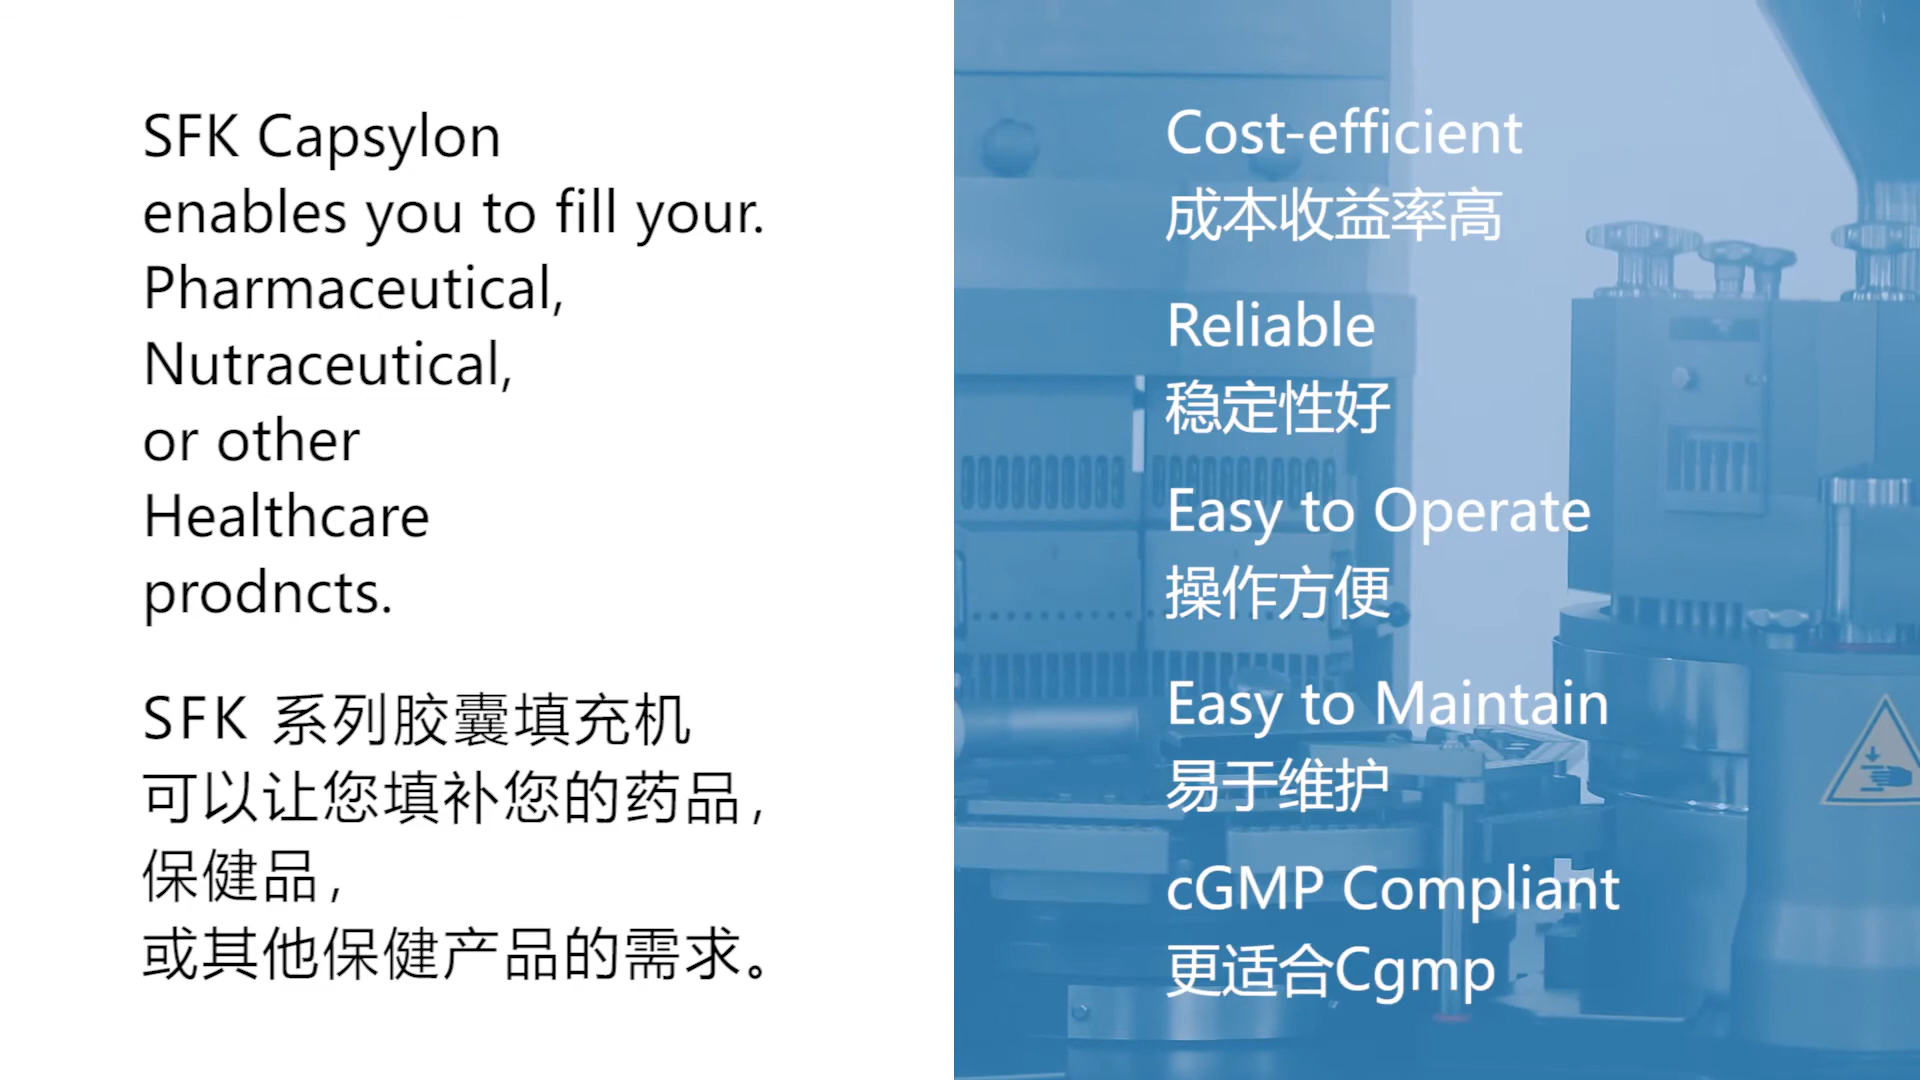 SFK Capsylon
enables you to fill your.
Pharmaceutical,
Nutraceutical,
or other
Healthcare
prodncts.
SFK 系列胶囊填充机
可以让您填补您的药品,
保健品,
或其他保健产品的需求。
Cost-efficient
成本收益率高
Reliable
稳定性好
Easy to Operate
操作方便
Easy to Maintain
易于维护
cGMP Compliant
更适合Cgmp